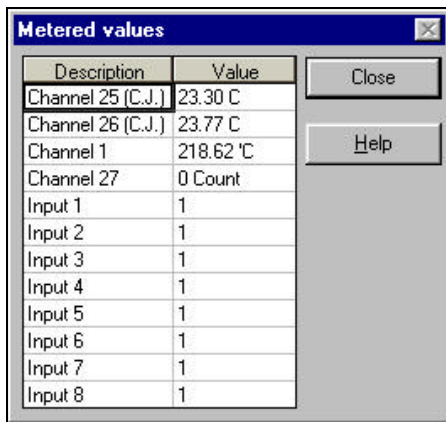 Metered values
Description Value
Channel 25 (C.J.) 23.30 C
Channel 26 (C.J.) 23.77 C
Channel 1 218.62 'C
Channel 27 0 Count
Input 1 1
Input 2 1
Input 3 1
Input 4 1
Input 5 1
Input 6 1
Input 7 1
Input 8 1
Close
Help